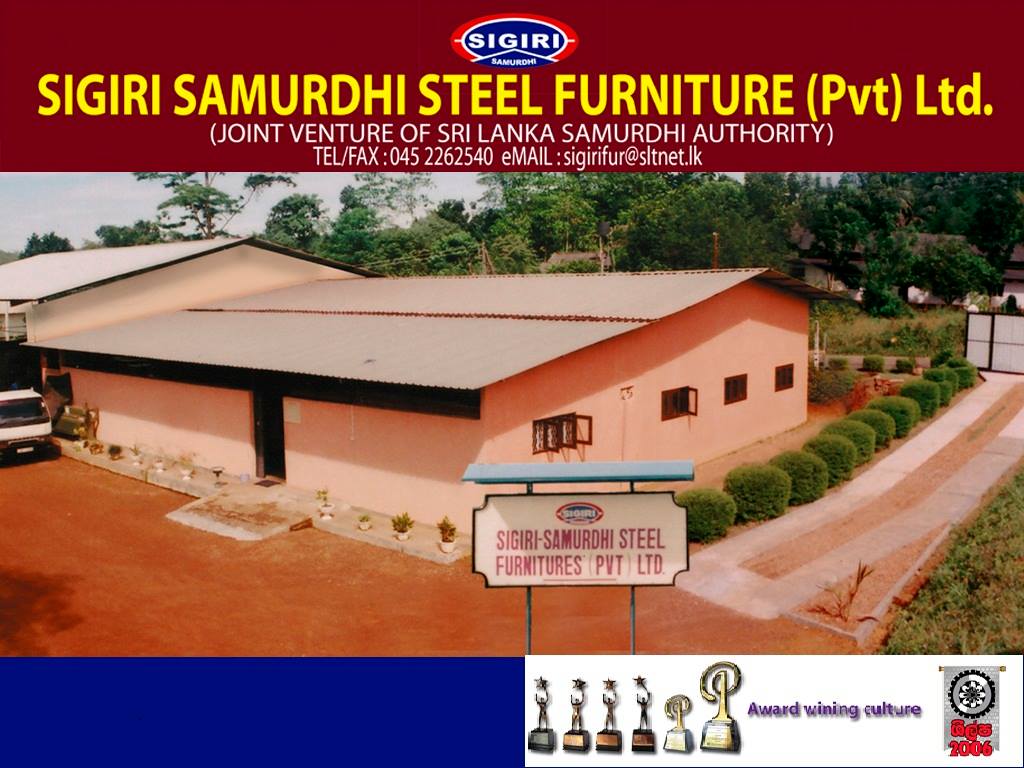 SIGIRI
SAMURDHI
SIGIRI SAMURDHI STEEL FURNITURE (Pvt) Ltd.
(JOINT VENTURE OF SRI LANKA SAMURDHI AUTHORITY)
TEL/FAX : 045 2262540 eMAIL : sigirifur@sltnet.lk
SIGIRI
SIGIRI-SAMURDHI STEEL
FURNITURES (PVT) LTD.
Award wining culture
ශිල්ප
2006